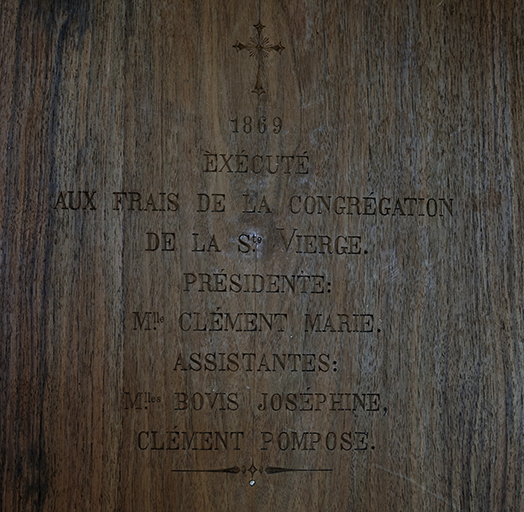 1869
ÈXÉCUTÉ
AUX FRAIS DE LA CONGRÉGATION
DE LA Ste VIERGE.
PRÉSIDENTE:
Mlle CLÉMENT MARIE.
ASSISTANTES:
Mlles BOVIS JOSÉPHINE,
CLÉMENT POMPOSE.